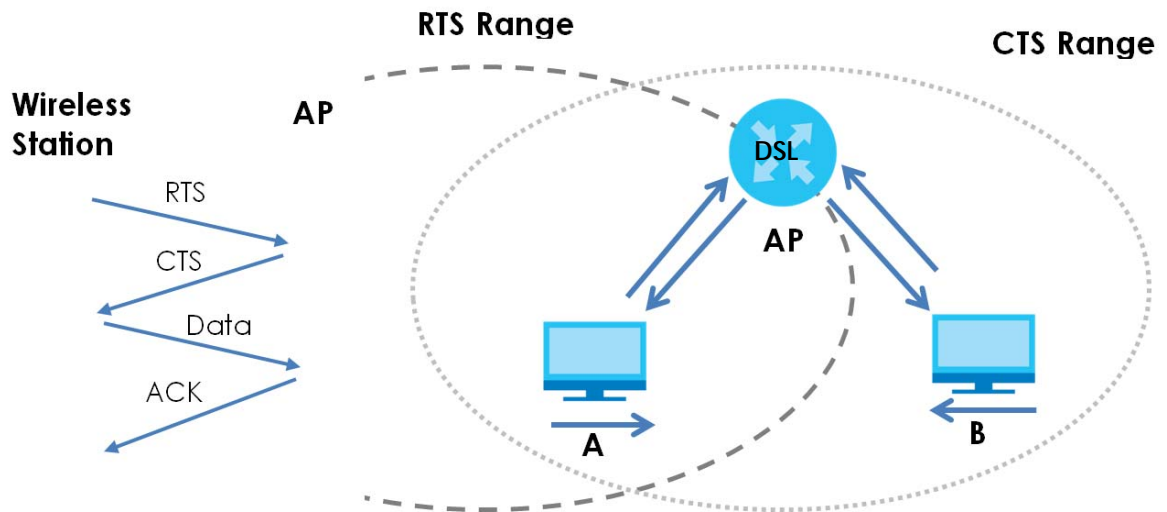 RTS Range
CTS Range
Wireless
Station
AP
DSL
RTS
AP
CTS
Data
ACK
A
B